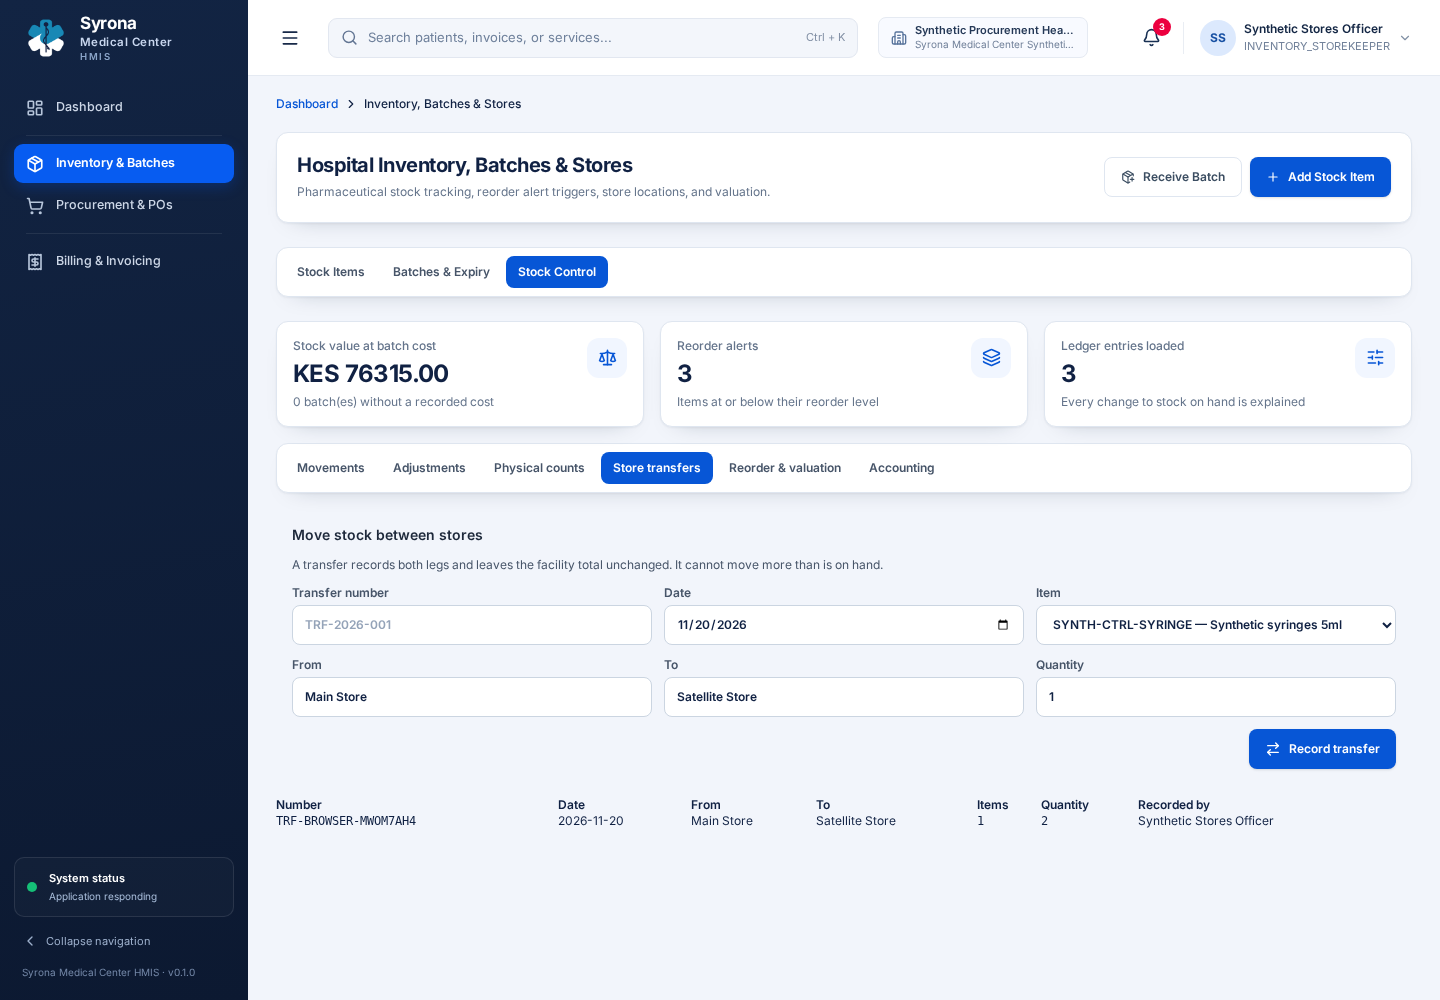 Syrona
Medical Center
HMIS
Dashboard
Inventory & Batches
Procurement & POs
Billing & Invoicing
System status
Application responding
Collapse navigation
Syrona Medical Center HMIS · v0.1.0
Search patients, invoices, or services...
Ctrl + K
Synthetic Procurement Hea...
Syrona Medical Center Syntheti...
3
SS
Synthetic Stores Officer
INVENTORY_STOREKEEPER
Dashboard > Inventory, Batches & Stores
Hospital Inventory, Batches & Stores
Pharmaceutical stock tracking, reorder alert triggers, store locations, and valuation.
Receive Batch
Add Stock Item
Stock Items Batches & Expiry Stock Control
Stock value at batch cost
KES 76315.00
0 batch(es) without a recorded cost
Reorder alerts
3
Items at or below their reorder level
Ledger entries loaded
3
Every change to stock on hand is explained
Movements Adjustments Physical counts Store transfers Reorder & valuation Accounting
Move stock between stores
A transfer records both legs and leaves the facility total unchanged. It cannot move more than is on hand.
Transfer number Date Item
TRF-2026-001 11/20/2026 SYNTH-CTRL-SYRINGE — Synthetic syringes 5ml
From To Quantity
Main Store Satellite Store 1
Record transfer
Number Date From To Items Quantity Recorded by
TRF-BROWSER-MWOM7AH4 2026-11-20 Main Store Satellite Store 1 2 Synthetic Stores Officer